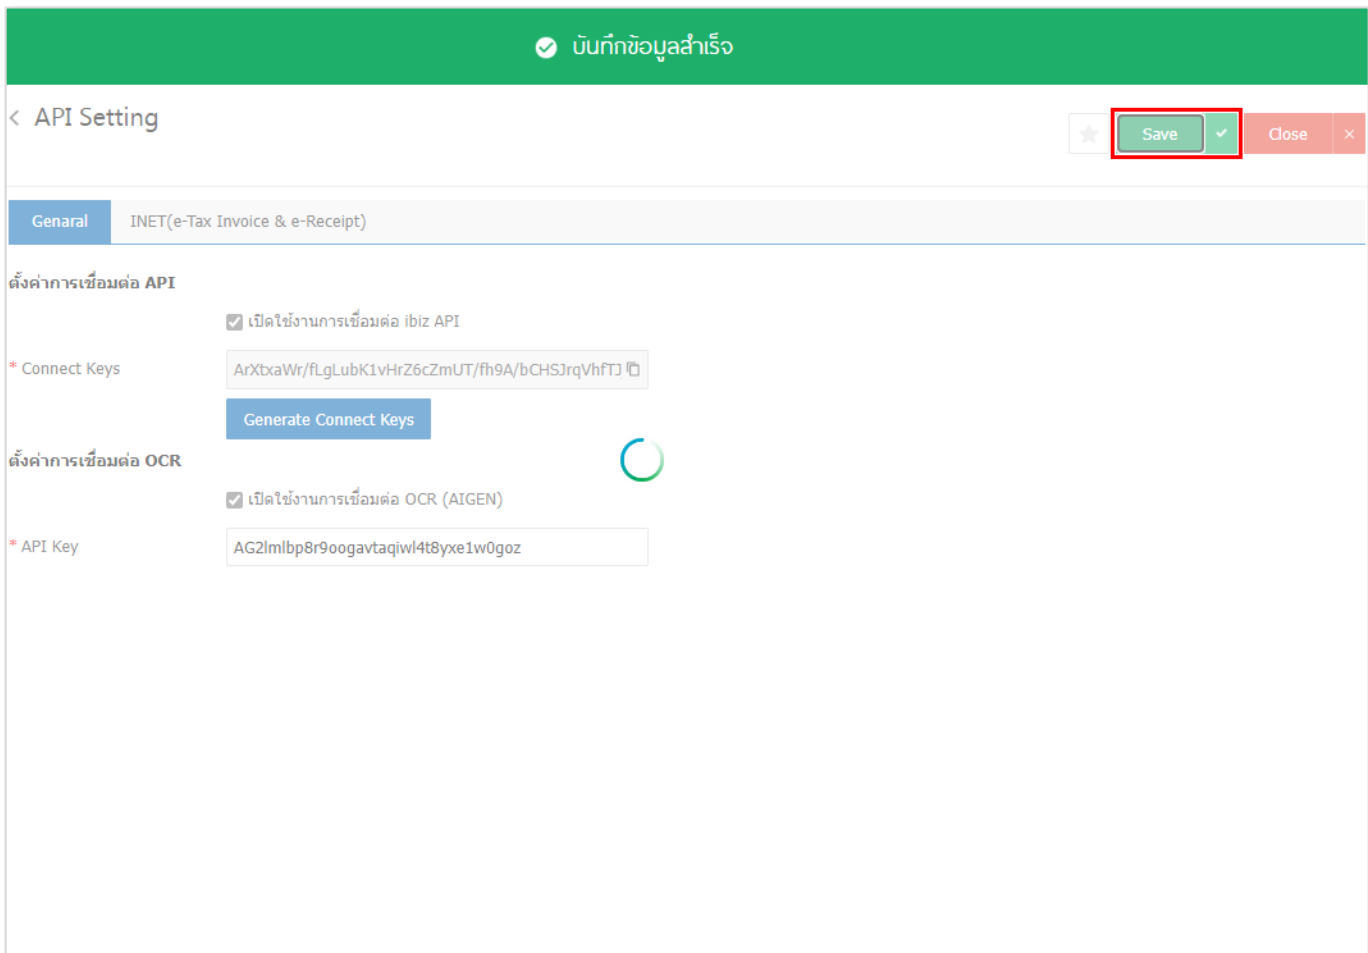 บันทึกข้อมูลสำเร็จ
API Setting
Save
Close
Genaral
INET(e-Tax Invoice & e-Receipt)
ตั้งค่าการเชื่อมต่อ API
เปิดใช้งานการเชื่อมต่อ ibiz API
* Connect Keys
ArXtxaWr/fLgLubK1vHrZ6cZmUT/fh9A/bCHSJrqVhfTJ
Generate Connect Keys
ตั้งค่าการเชื่อมต่อ OCR
เปิดใช้งานการเชื่อมต่อ OCR (AIGEN)
* API Key
AG2lmlbp8r9oogavtaqiwl4t8yxe1w0goz